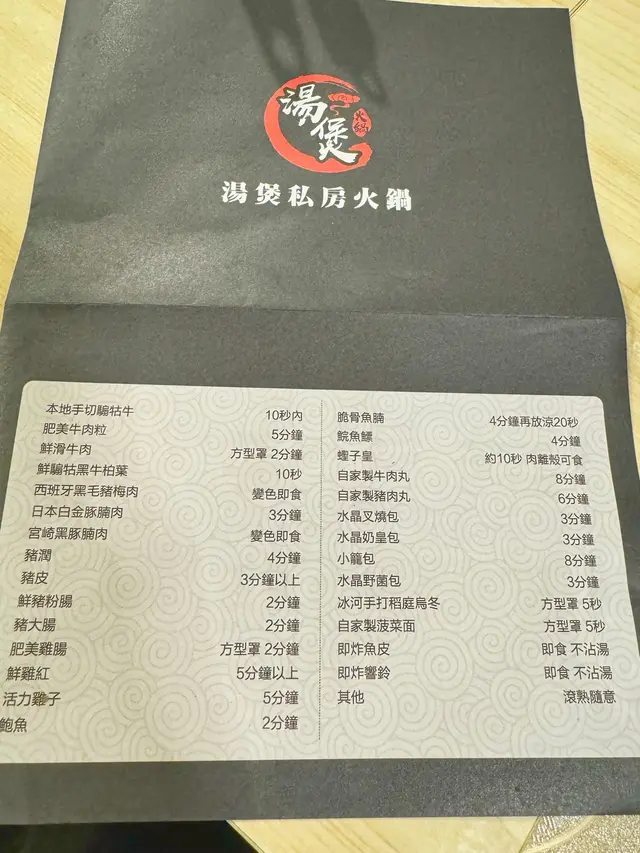 湯煲
火鍋
湯煲私房火鍋
本地手切騸牯牛 10秒內
肥美牛肉粒 5分鐘
鮮滑牛肉 方型罩 2分鐘
鮮騸牯黑牛柏葉 10秒
西班牙黑毛豬梅肉 變色即食
日本白金豚腩肉 3分鐘
宮崎黑豚腩肉 變色即食
豬潤 4分鐘
豬皮 3分鐘以上
鮮豬粉腸 2分鐘
豬大腸 2分鐘
肥美雞腸 方型罩 2分鐘
鮮雞紅 5分鐘以上
活力雞子 5分鐘
鮑魚 2分鐘
脆骨魚腩 4分鐘再放涼20秒
鯇魚鰾 4分鐘
蟶子皇 約10秒 肉離殼可食
自家製牛肉丸 8分鐘
自家製豬肉丸 6分鐘
水晶叉燒包 3分鐘
水晶奶皇包 3分鐘
小籠包 8分鐘
水晶野菌包 3分鐘
冰河手打稻庭烏冬 方型罩 5秒
自家製菠菜面 方型罩 5秒
即炸魚皮 即食 不沾湯
即炸響鈴 即食 不沾湯
其他 滾熟隨意